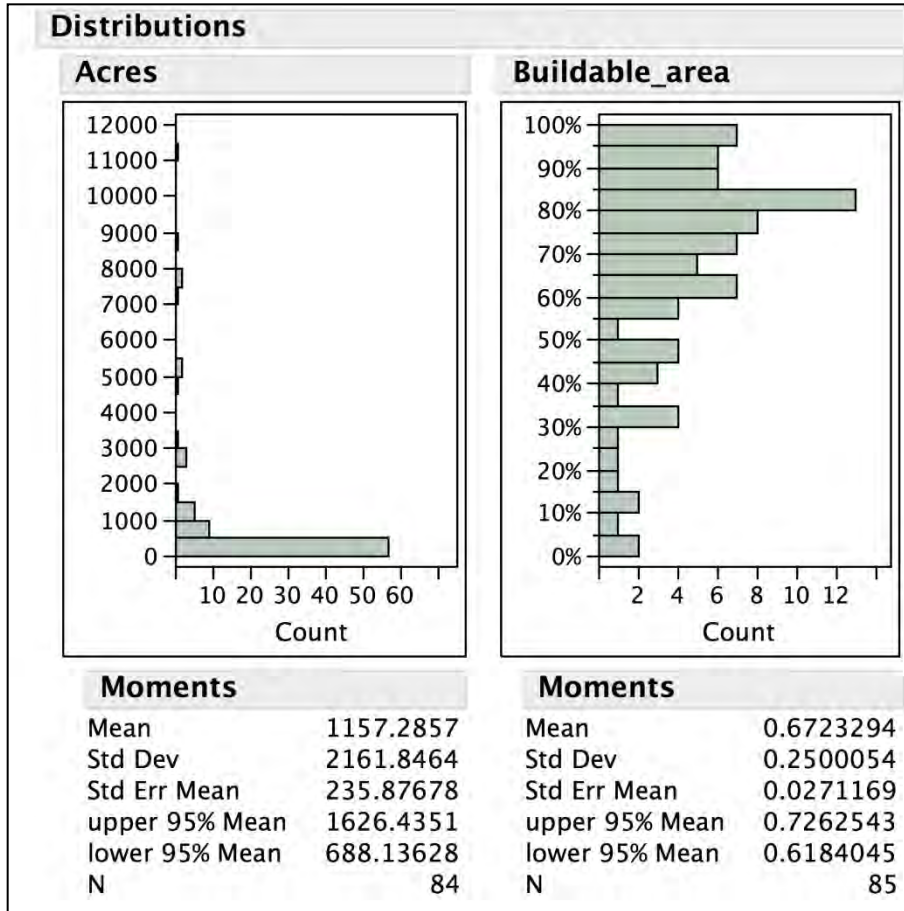 Distributions
Acres
12000
11000
10000
9000
8000
7000
6000
5000
4000
3000
2000
1000
0
10 20 30 40 50 60
Count
Moments
Mean 1157.2857
Std Dev 2161.8464
Std Err Mean 235.87678
upper 95% Mean 1626.4351
lower 95% Mean 688.13628
N 84
Buildable_area
100%
90%
80%
70%
60%
50%
40%
30%
20%
10%
0%
2 4 6 8 10 12
Count
Moments
Mean 0.6723294
Std Dev 0.2500054
Std Err Mean 0.0271169
upper 95% Mean 0.7262543
lower 95% Mean 0.6184045
N 85